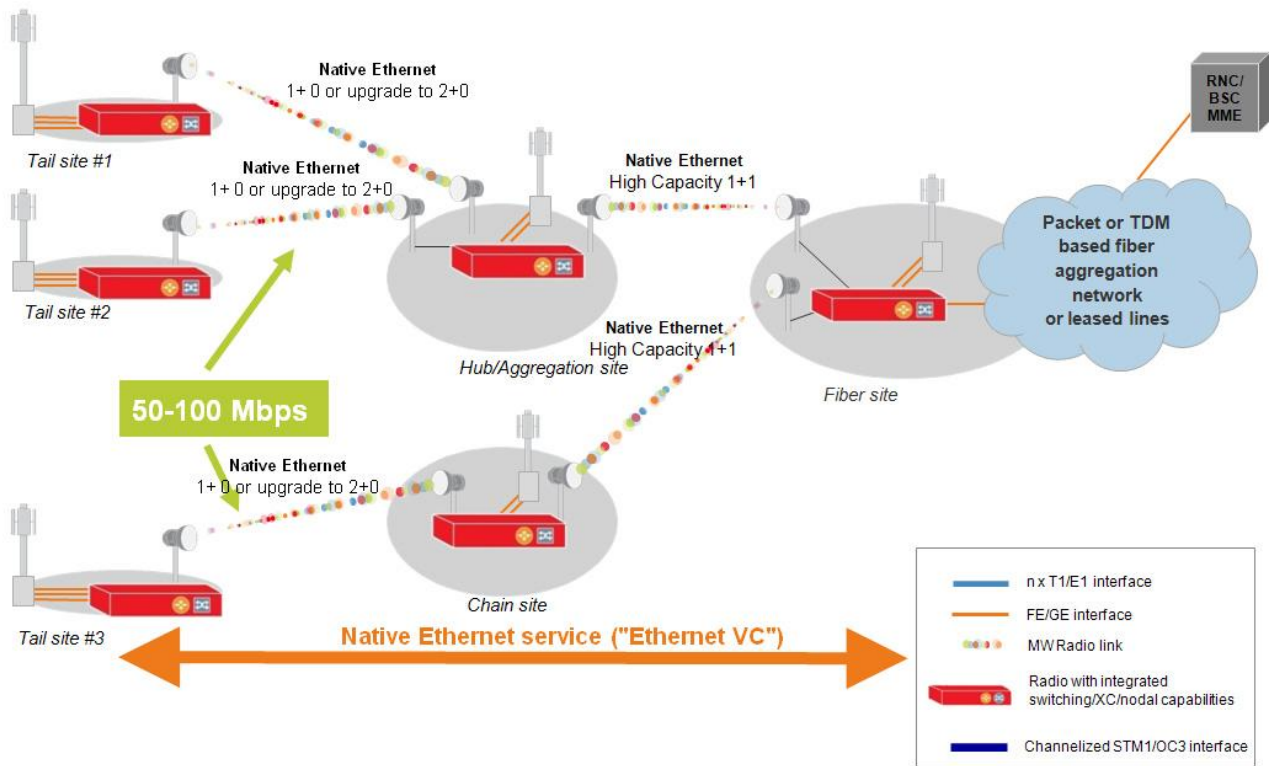 Native Ethernet
1+ 0 or upgrade to 2+0
Tail site #1
Native Ethernet
1+ 0 or upgrade to 2+0
Tail site #2
Native Ethernet
High Capacity 1+1
RNC/
BSC
MME
Packet or TDM
based fiber
aggregation
network
or leased lines
Hub/Aggregation site
Native Ethernet
High Capacity 1+1
Fiber site
50-100 Mbps
Native Ethernet
1+ 0 or upgrade to 2+0
Tail site #3
Chain site
Native Ethernet service ("Ethernet VC")
n x T1/E1 interface
FE/GE interface
MW Radio link
Radio with integrated
switching/XC/nodal capabilities
Channelized STM1/OC3 interface